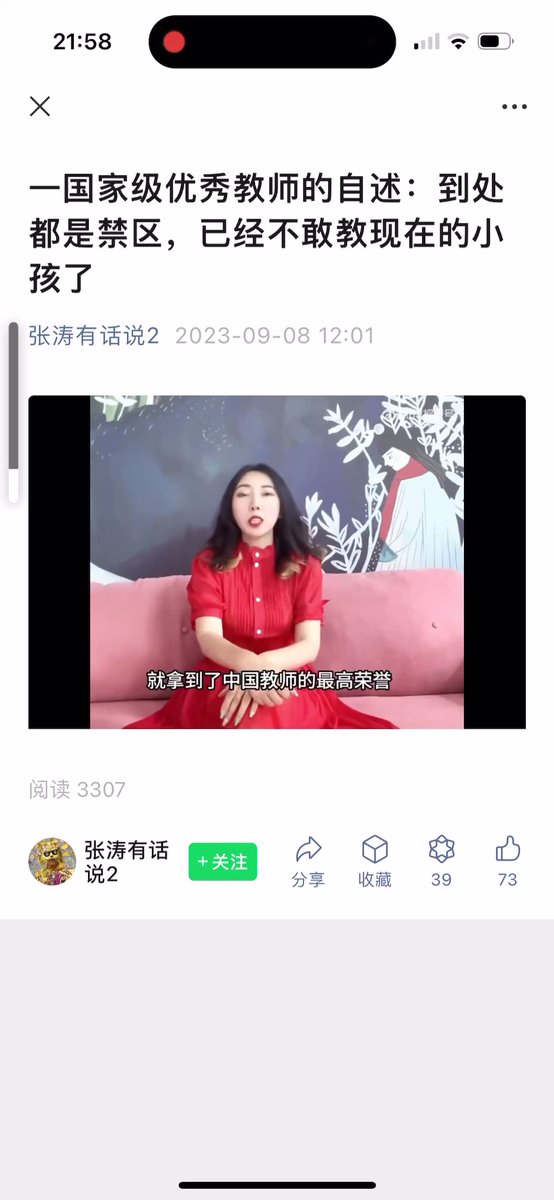 21:58
一国家级优秀教师的自述：到处
都是禁区，已经不敢教现在的小
孩了
张涛有话说2 2023-09-08 12:01
就拿到了中国教师的最高荣誉
阅读 3307
张涛有话
说2
+关注
分享
收藏
39
73